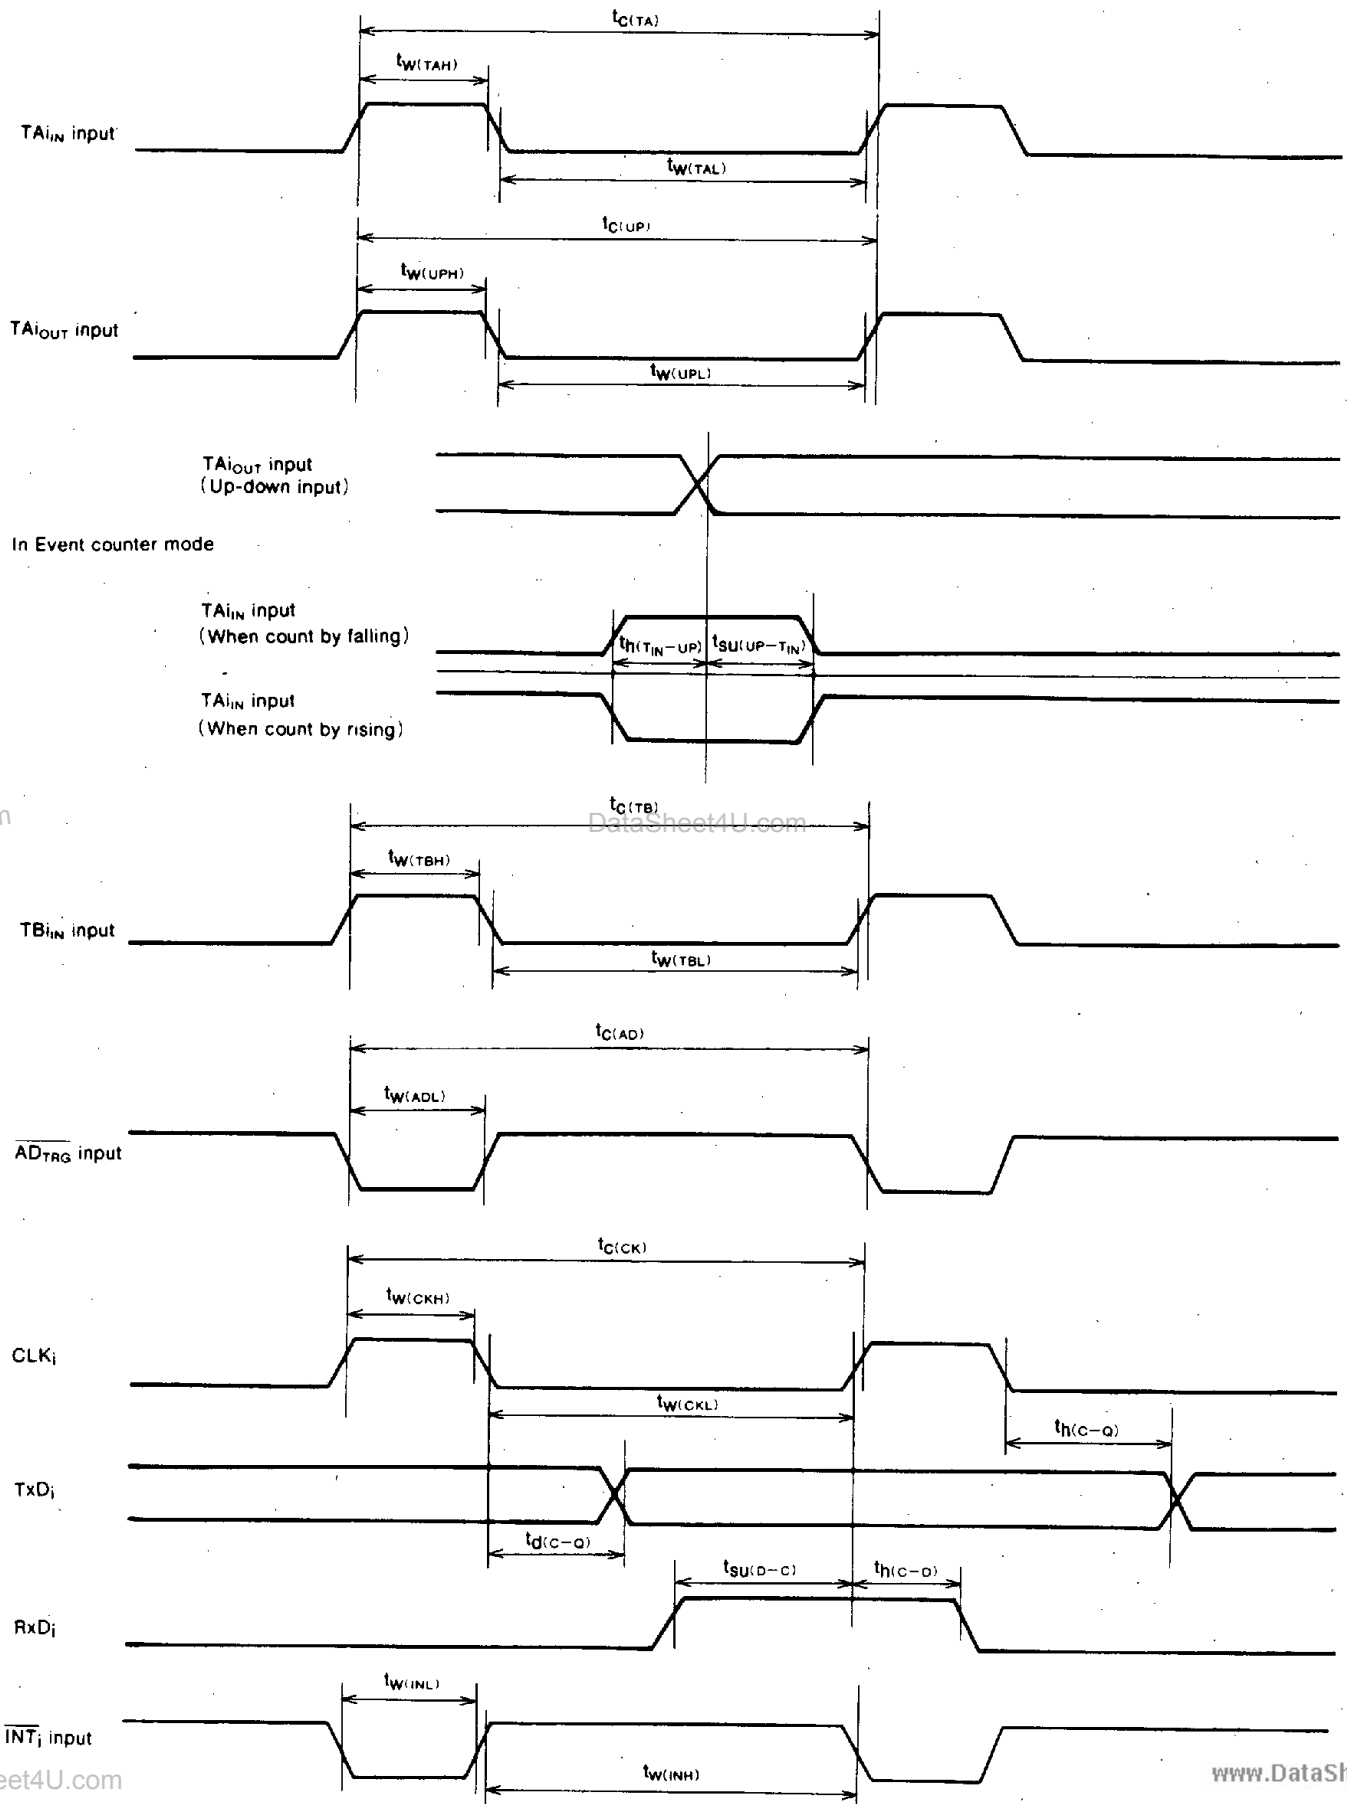 tC(TA)
tW(TAH)
TAiIN input
tW(TAL)
tC(UP)
tW(UPH)
TAiOUT input
tW(UPL)
TAiOUT input
(Up-down input)
In Event counter mode
TAiIN input
(When count by falling)
th(TIN−UP) tsu(UP−TIN)
TAiIN input
(When count by rising)
tC(TB)
DataSheet4U.com
tW(TBH)
TBiIN input
tW(TBL)
tC(AD)
tW(ADL)
ADTRG input
tC(CK)
tW(CKH)
CLKi
tW(CKL)
th(C−Q)
TxDi
td(C−Q)
tsu(D−C) th(C−D)
RxDi
tW(INL)
INTi input
tW(INH)
eet4U.com
www.DataSh